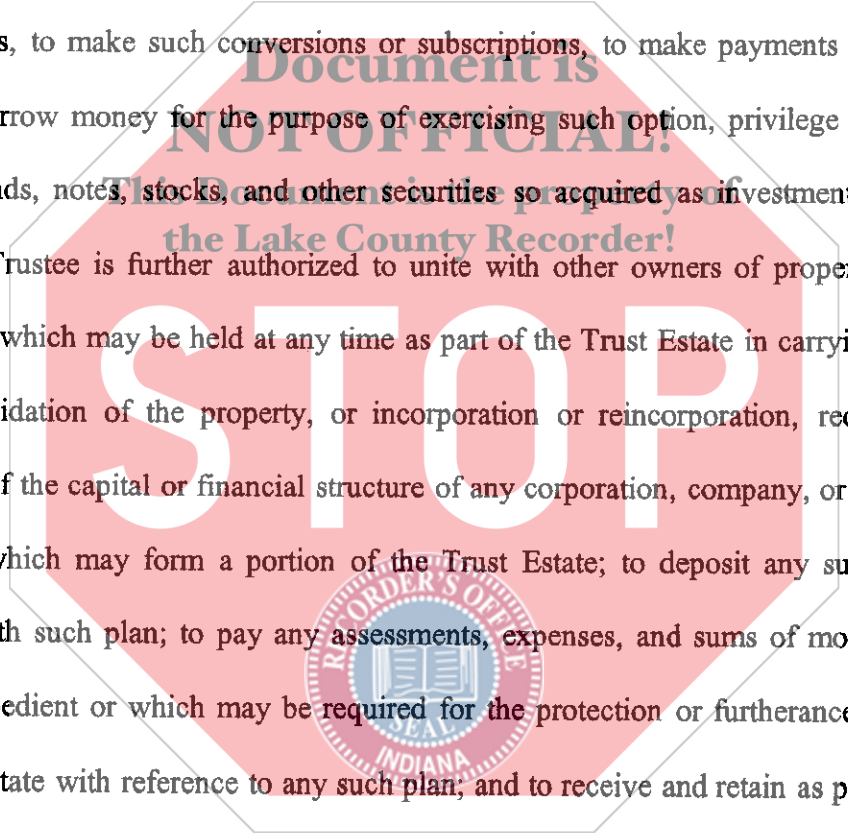 s, to make such conversions or subscriptions, to make payments
Document is
rrow money for the purpose of exercising such option, privilege
NOT OFFICIAL!
ds, notes, stocks, and other securities so acquired as investment
This Document is the property of
the Lake County Recorder!
Trustee is further authorized to unite with other owners of proper
which may be held at any time as part of the Trust Estate in carryi
STOP
idation of the property, or incorporation or reincorporation, rec
f the capital or financial structure of any corporation, company, or
which may form a portion of the Trust Estate; to deposit any su
th such plan; to pay any assessments, expenses, and sums of mo
RECORDER'S OFFICE
edient or which may be required for the protection or furtherance
SEAL
INDIANA
tate with reference to any such plan; and to receive and retain as p